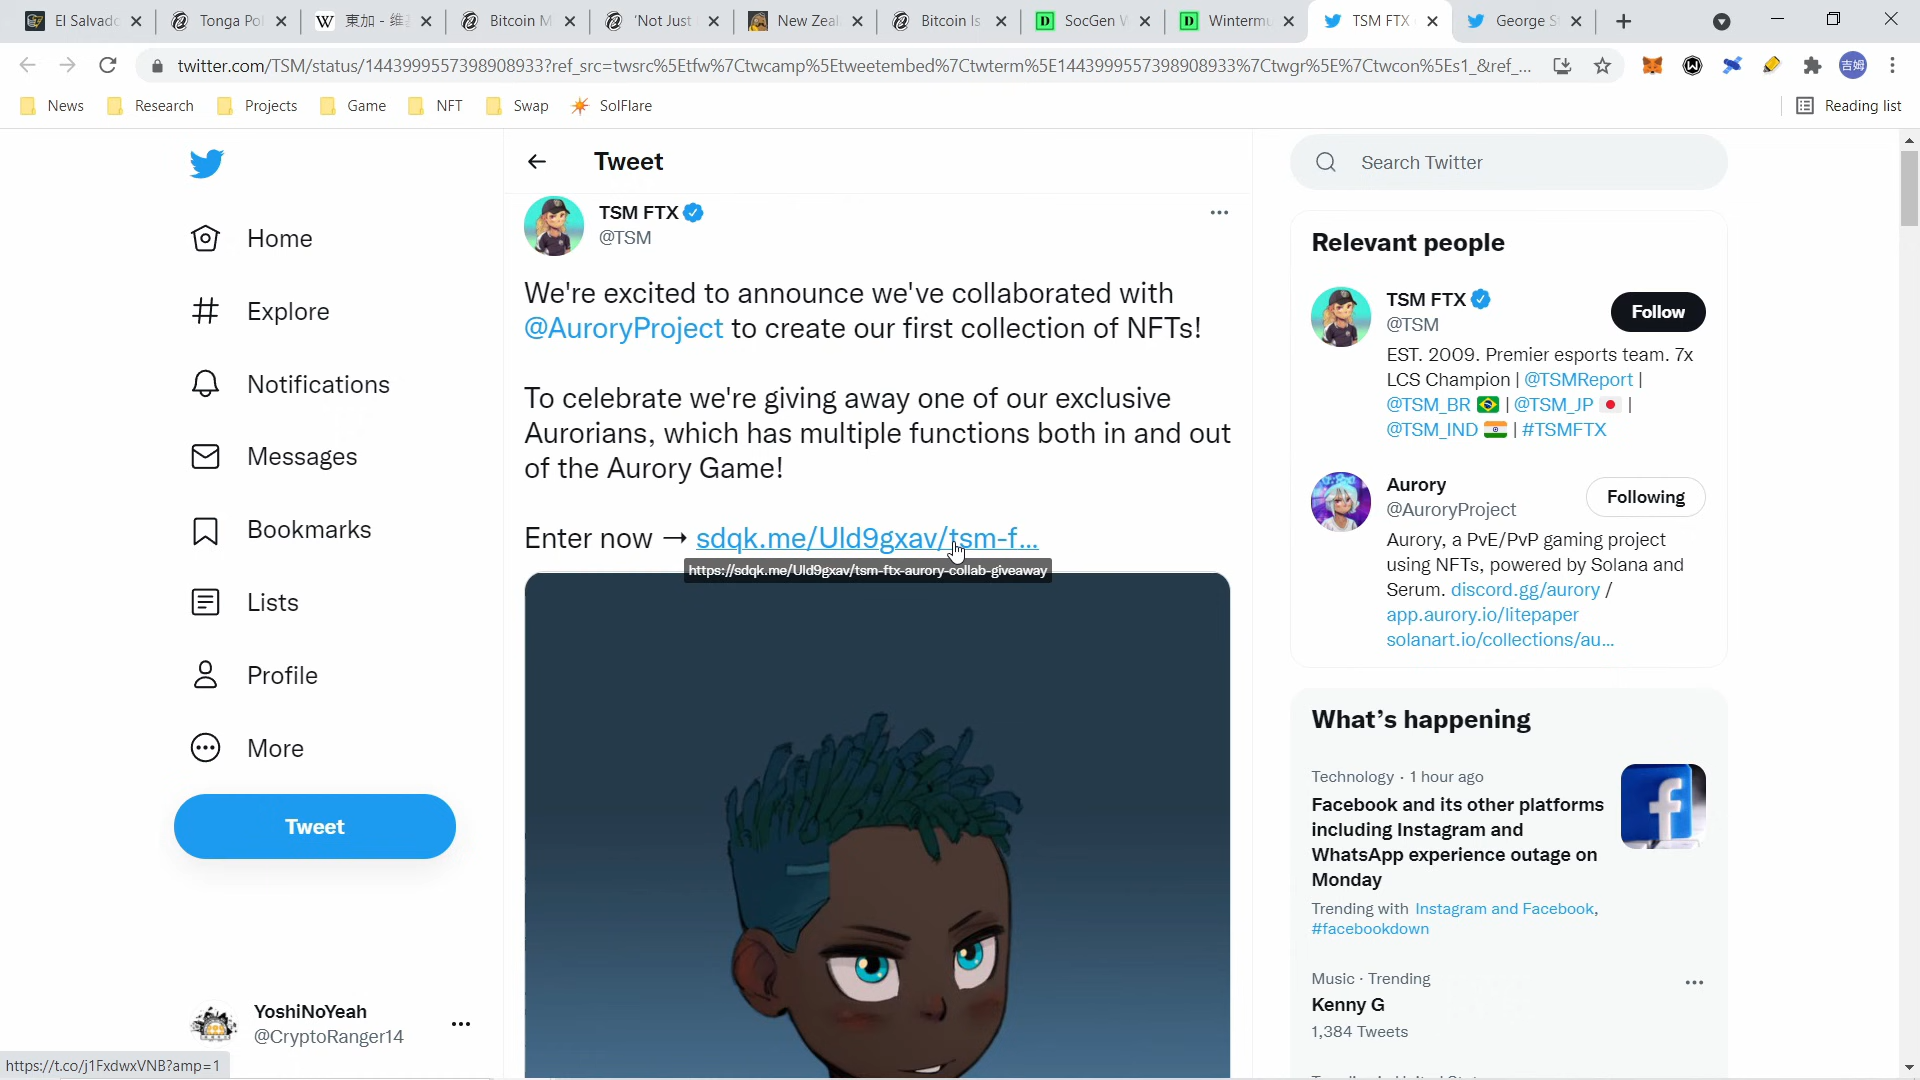 El Salvado
Tonga Pol
W 東加 - 维基
Bitcoin M
'Not Just
New Zeal
Bitcoin Is
D SocGen W
D Wintermu
TSM FTX
George S
twitter.com/TSM/status/1443999557398908933?ref_src=twsrc%5Etfw%7Ctwcamp%5Etweetembed%7Ctwterm%5E1443999557398908933%7Ctwgr%5E%7Ctwcon%5Es1_&ref_...
吉姆
News
Research
Projects
Game
NFT
Swap
SolFlare
Reading list
Home
Explore
Notifications
Messages
Bookmarks
Lists
Profile
More
Tweet
YoshiNoYeah
@CryptoRanger14
https://t.co/j1FxdwxVNB?amp=1
Tweet
TSM FTX
@TSM
We're excited to announce we've collaborated with
@AuroryProject to create our first collection of NFTs!
To celebrate we're giving away one of our exclusive
Aurorians, which has multiple functions both in and out
of the Aurory Game!
Enter now → sdqk.me/Uld9gxav/tsm-f...
https://sdqk.me/Uld9gxav/tsm-ftx-aurory-collab-giveaway
Search Twitter
Relevant people
TSM FTX
@TSM
Follow
EST. 2009. Premier esports team. 7x
LCS Champion | @TSMReport |
@TSM_BR 🇧🇷 | @TSM_JP 🇯🇵 |
@TSM_IND 🇮🇳 | #TSMFTX
Aurory
@AuroryProject
Following
Aurory, a PvE/PvP gaming project
using NFTs, powered by Solana and
Serum. discord.gg/aurory /
app.aurory.io/litepaper
solanart.io/collections/au...
What's happening
Technology · 1 hour ago
Facebook and its other platforms
including Instagram and
WhatsApp experience outage on
Monday
Trending with Instagram and Facebook,
#facebookdown
Music · Trending
Kenny G
1,384 Tweets